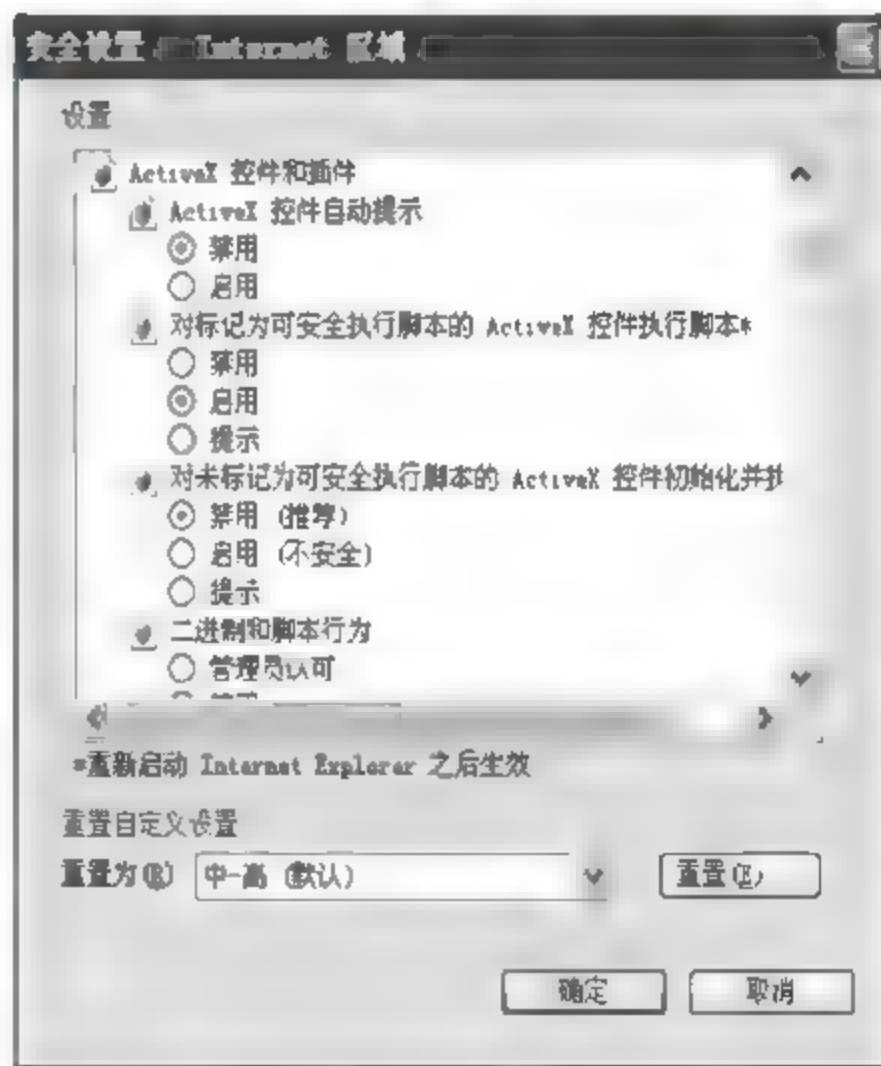 安全设置 - Internet 区域
设置
ActiveX 控件和插件
ActiveX 控件自动提示
禁用
启用
对标记为可安全执行脚本的 ActiveX 控件执行脚本*
禁用
启用
提示
对未标记为可安全执行脚本的 ActiveX 控件初始化并执
禁用 (推荐)
启用 (不安全)
提示
二进制和脚本行为
管理员认可
*重新启动 Internet Explorer 之后生效
重置自定义设置
重置为(R)
中-高 (默认)
重置(E)
确定
取消